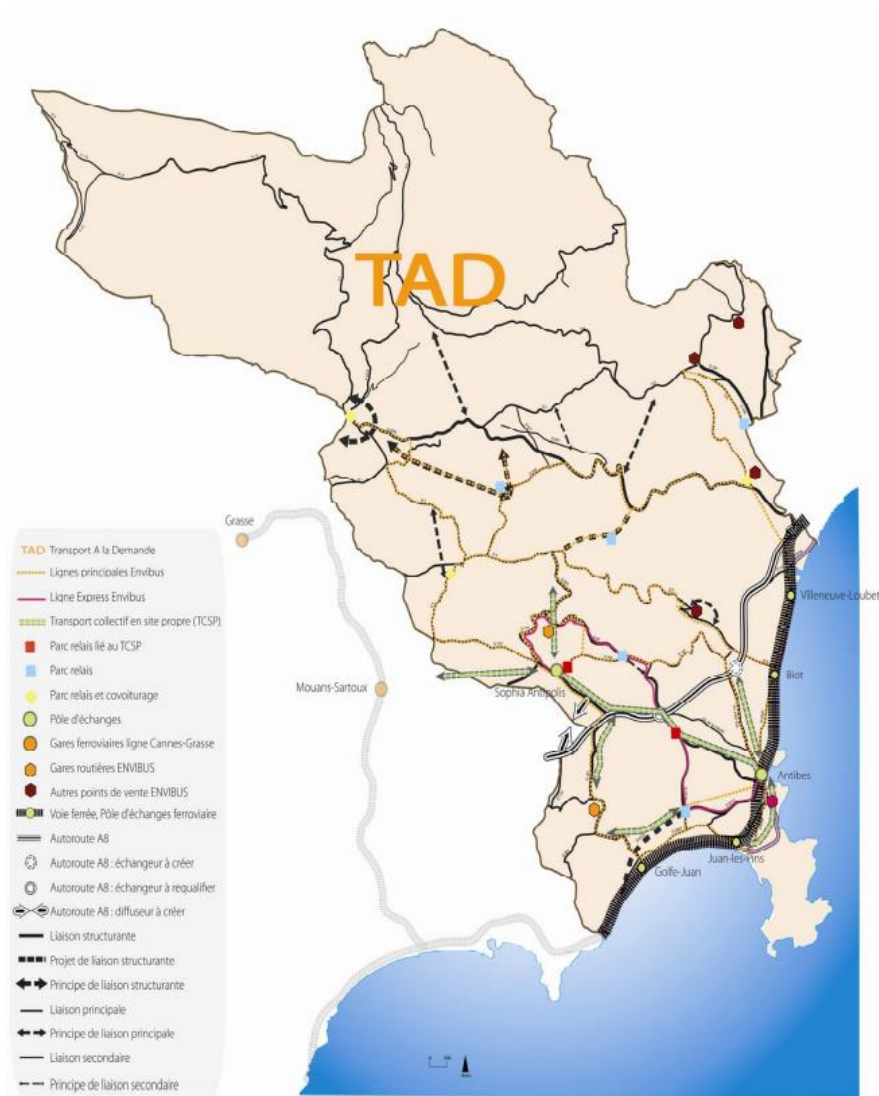 TAD
Grasse
Mouans-Sartoux
Sophia Antipolis
Villeneuve-Loubet
Biot
Antibes
Juan-les-Pins
Golfe-Juan
TAD Transport A la Demande
Lignes principales Envibus
Ligne Express Envibus
Transport collectif en site propre (TCSP)
Parc relais lié au TCSP
Parc relais
Parc relais et covoiturage
Pôle d'échanges
Gares ferroviaires ligne Cannes-Grasse
Gares routières ENVIBUS
Autres points de vente ENVIBUS
Voie ferrée, Pôle d'échanges ferroviaire
Autoroute A8
Autoroute A8 : échangeur à créer
Autoroute A8 : échangeur à requalifier
Autoroute A8 : diffuseur à créer
Liaison structurante
Projet de liaison structurante
Principe de liaison structurante
Liaison principale
Principe de liaison principale
Liaison secondaire
Principe de liaison secondaire